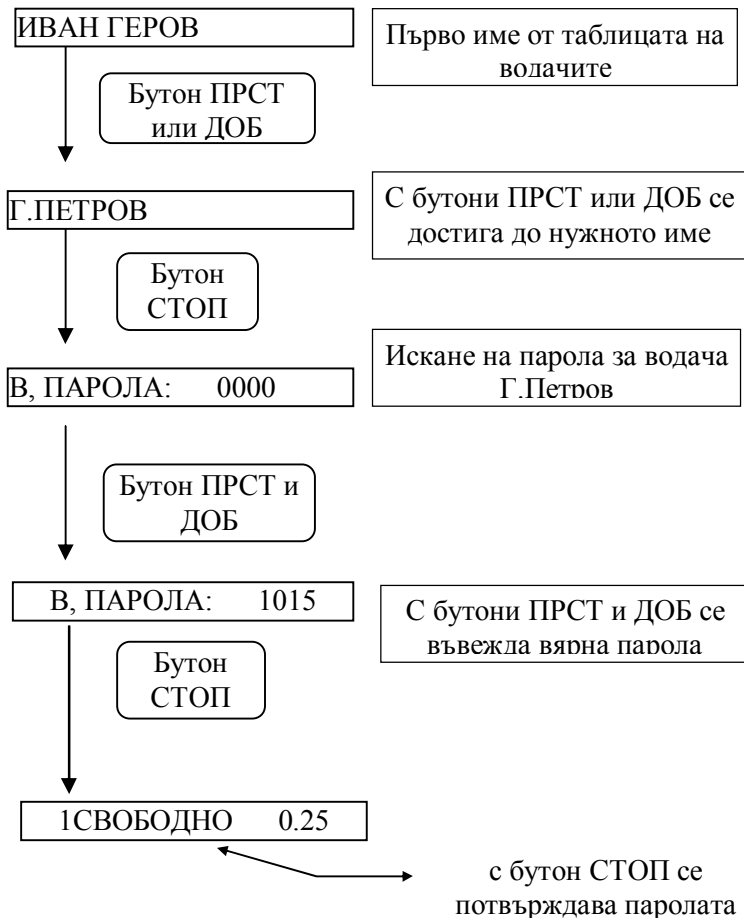 ИВАН ГЕРОВ
Първо име от таблицата на
водачите
Бутон ПРСТ
или ДОБ
Г.ПЕТРОВ
С бутони ПРСТ или ДОБ се
достига до нужното име
Бутон
СТОП
В, ПАРОЛА: 0000
Искане на парола за водача
Г.Петров
Бутон ПРСТ и
ДОБ
В, ПАРОЛА: 1015
С бутони ПРСТ и ДОБ се
въвежда вярна парола
Бутон
СТОП
1СВОБОДНО 0.25
с бутон СТОП се
потвърждава паролата